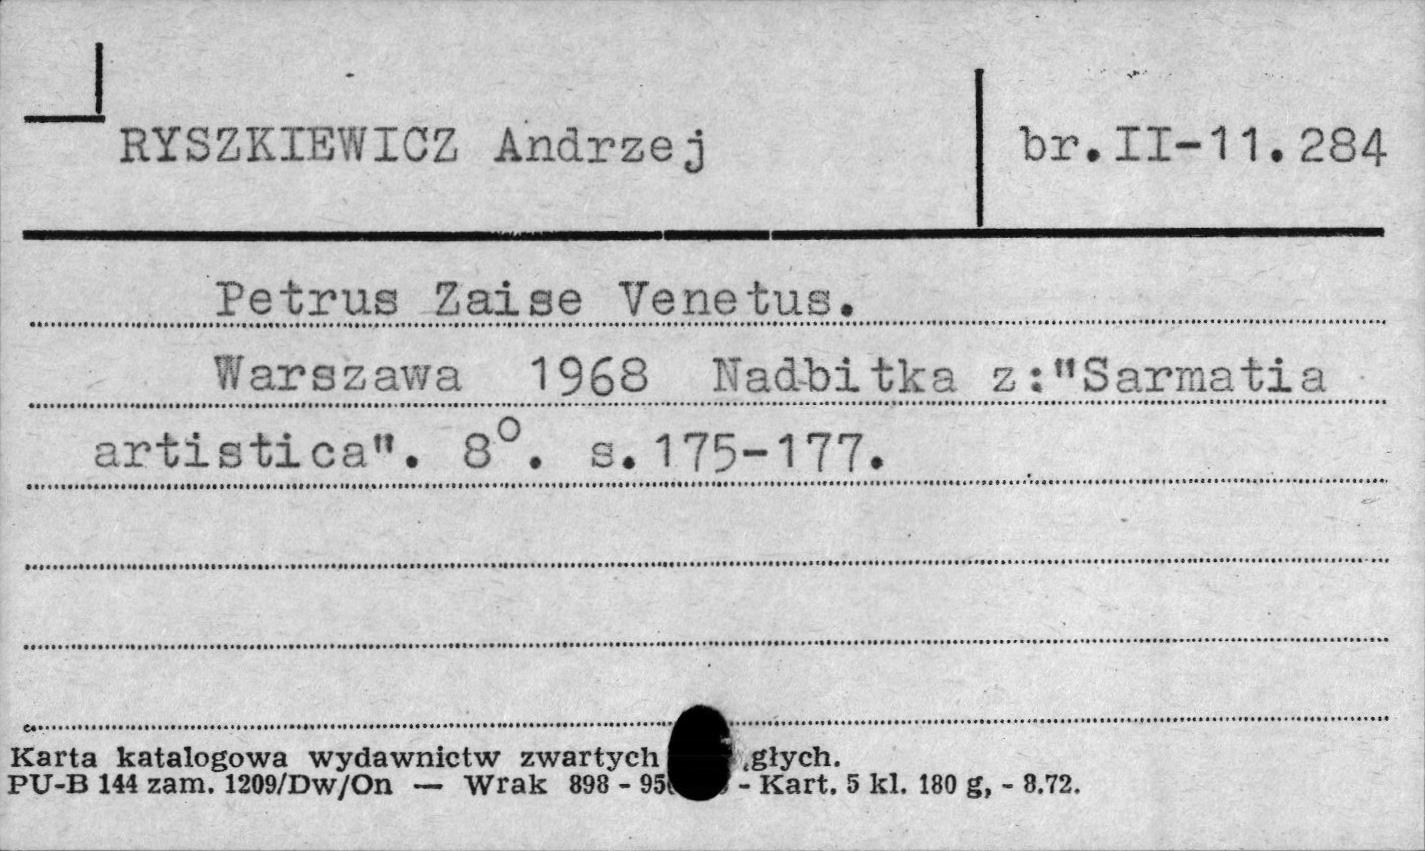 RYSZKIEWICZ Andrzej
br.II-11.284
Petrus Zaise Venetus.
Warszawa 1968 Nadbitka z:"Sarmatia
artistica". 8°. s.175-177.
Karta katalogowa wydawnictw zwartych
PU-B 144 zam. 1209/Dw/On — Wrak 898 - Kart. 5 kl. 180 g, - 8.72.